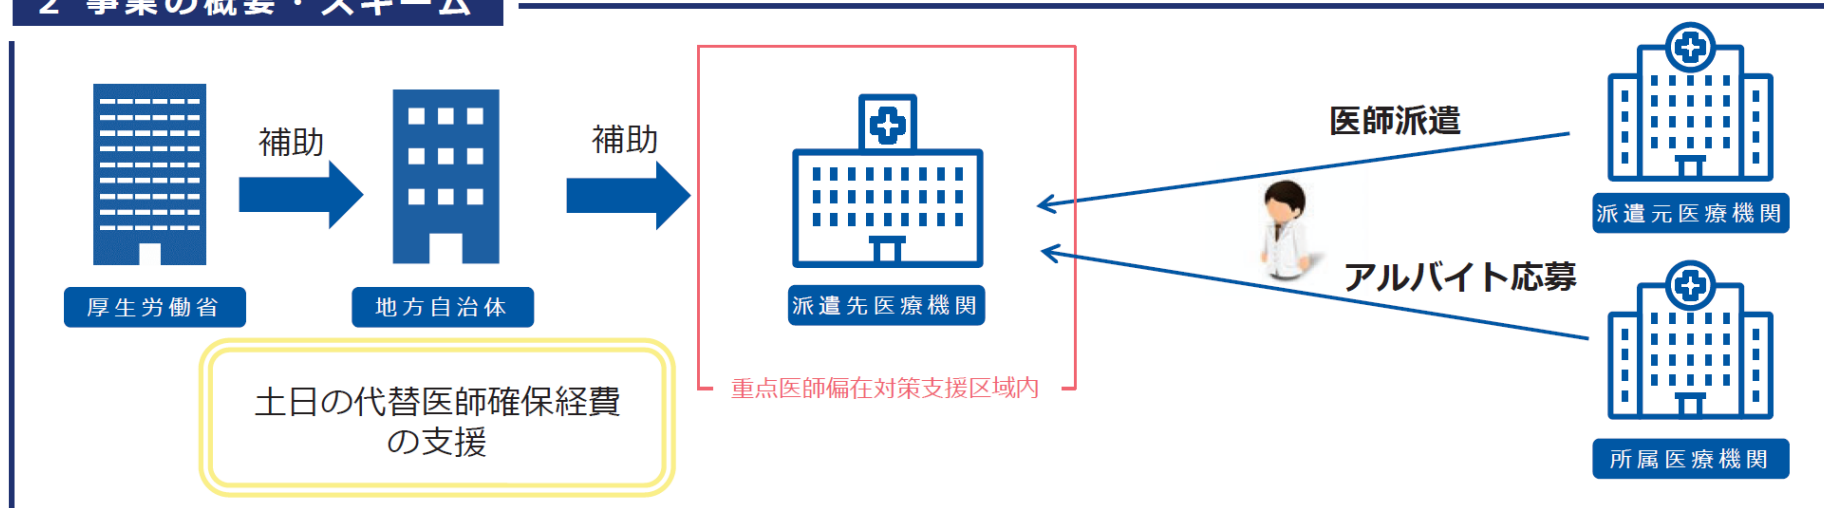 2 事業の概要・スキーム
補助
補助
医師派遣
派遣元医療機関
アルバイト応募
厚生労働省
地方自治体
派遣先医療機関
重点医師偏在対策支援区域内
土日の代替医師確保経費
の支援
所属医療機関